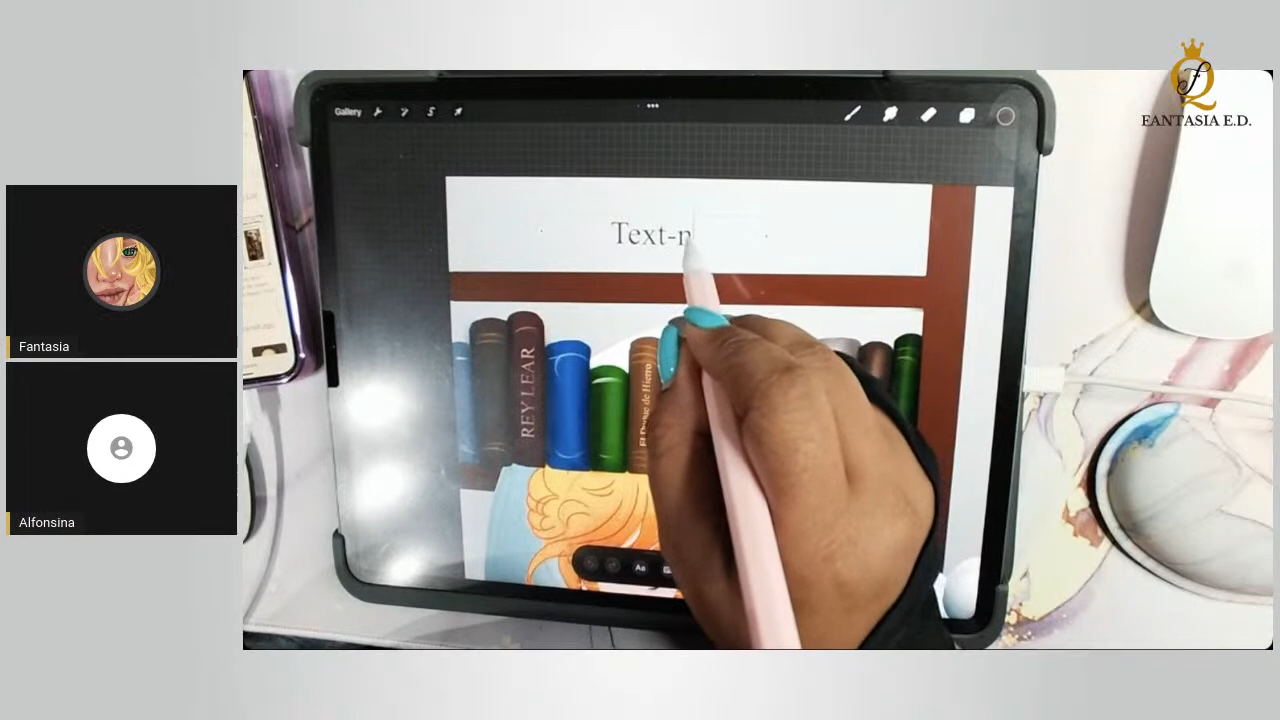 FANTASIA E.D.
Gallery
Text-n
REY LEAR
El Duque de Hierro
Aa
Fantasia
Alfonsina